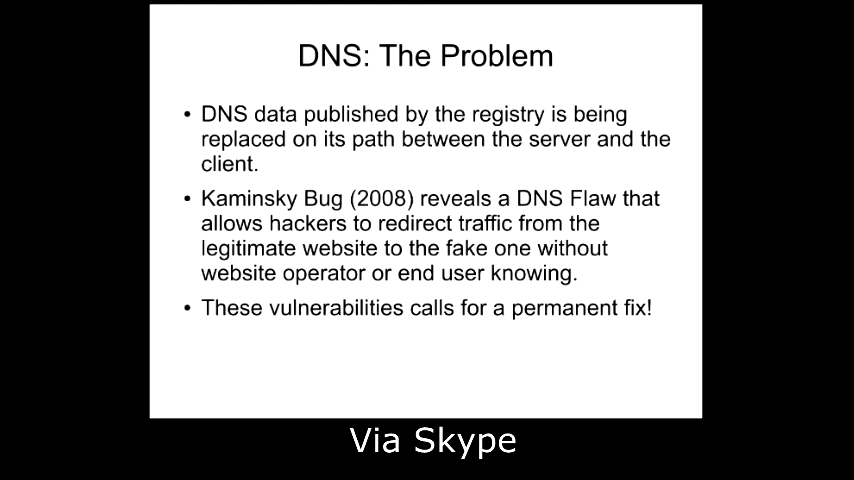 DNS: The Problem
• DNS data published by the registry is being
replaced on its path between the server and the
client.
• Kaminsky Bug (2008) reveals a DNS Flaw that
allows hackers to redirect traffic from the
legitimate website to the fake one without
website operator or end user knowing.
• These vulnerabilities calls for a permanent fix!
Via Skype